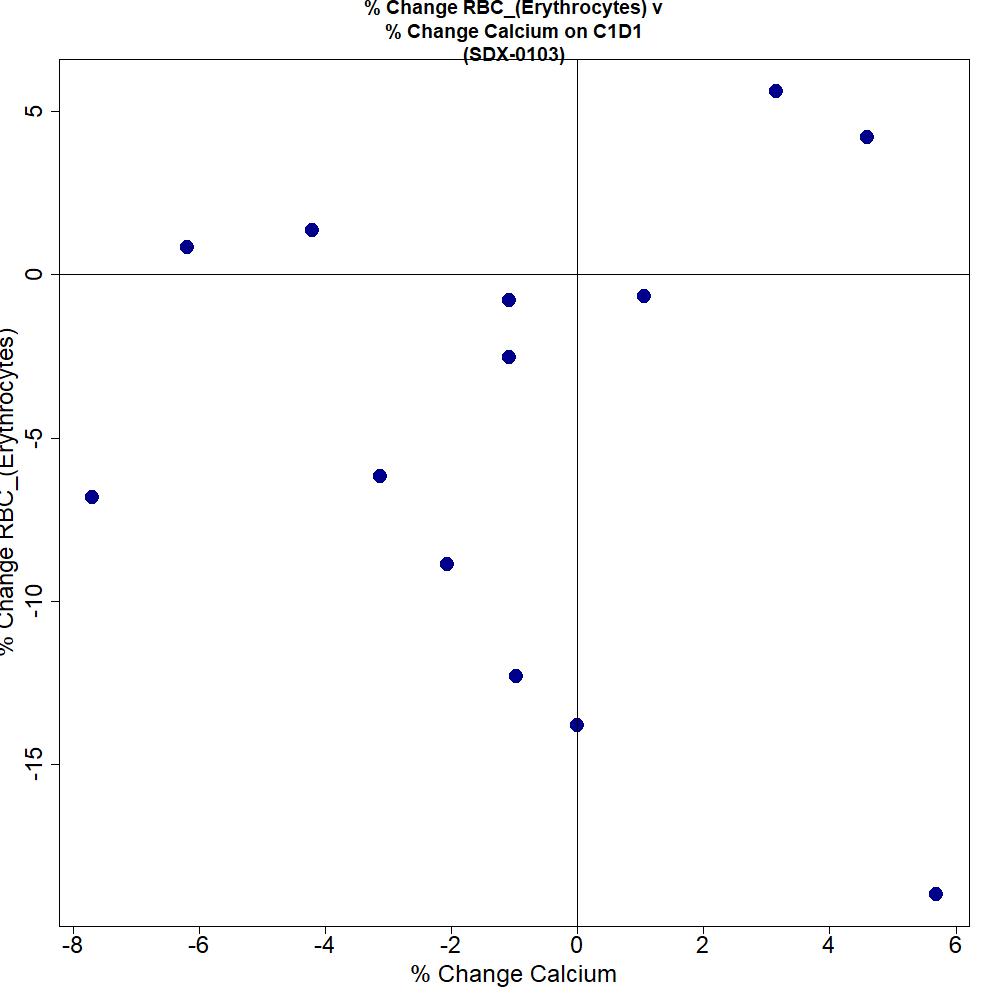 % Change RBC_(Erythrocytes) v
% Change Calcium on C1D1
(SDX-0103)
% Change RBC_(Erythrocytes)
5
0
-5
-10
-15
-8
-6
-4
-2
0
2
4
6
% Change Calcium